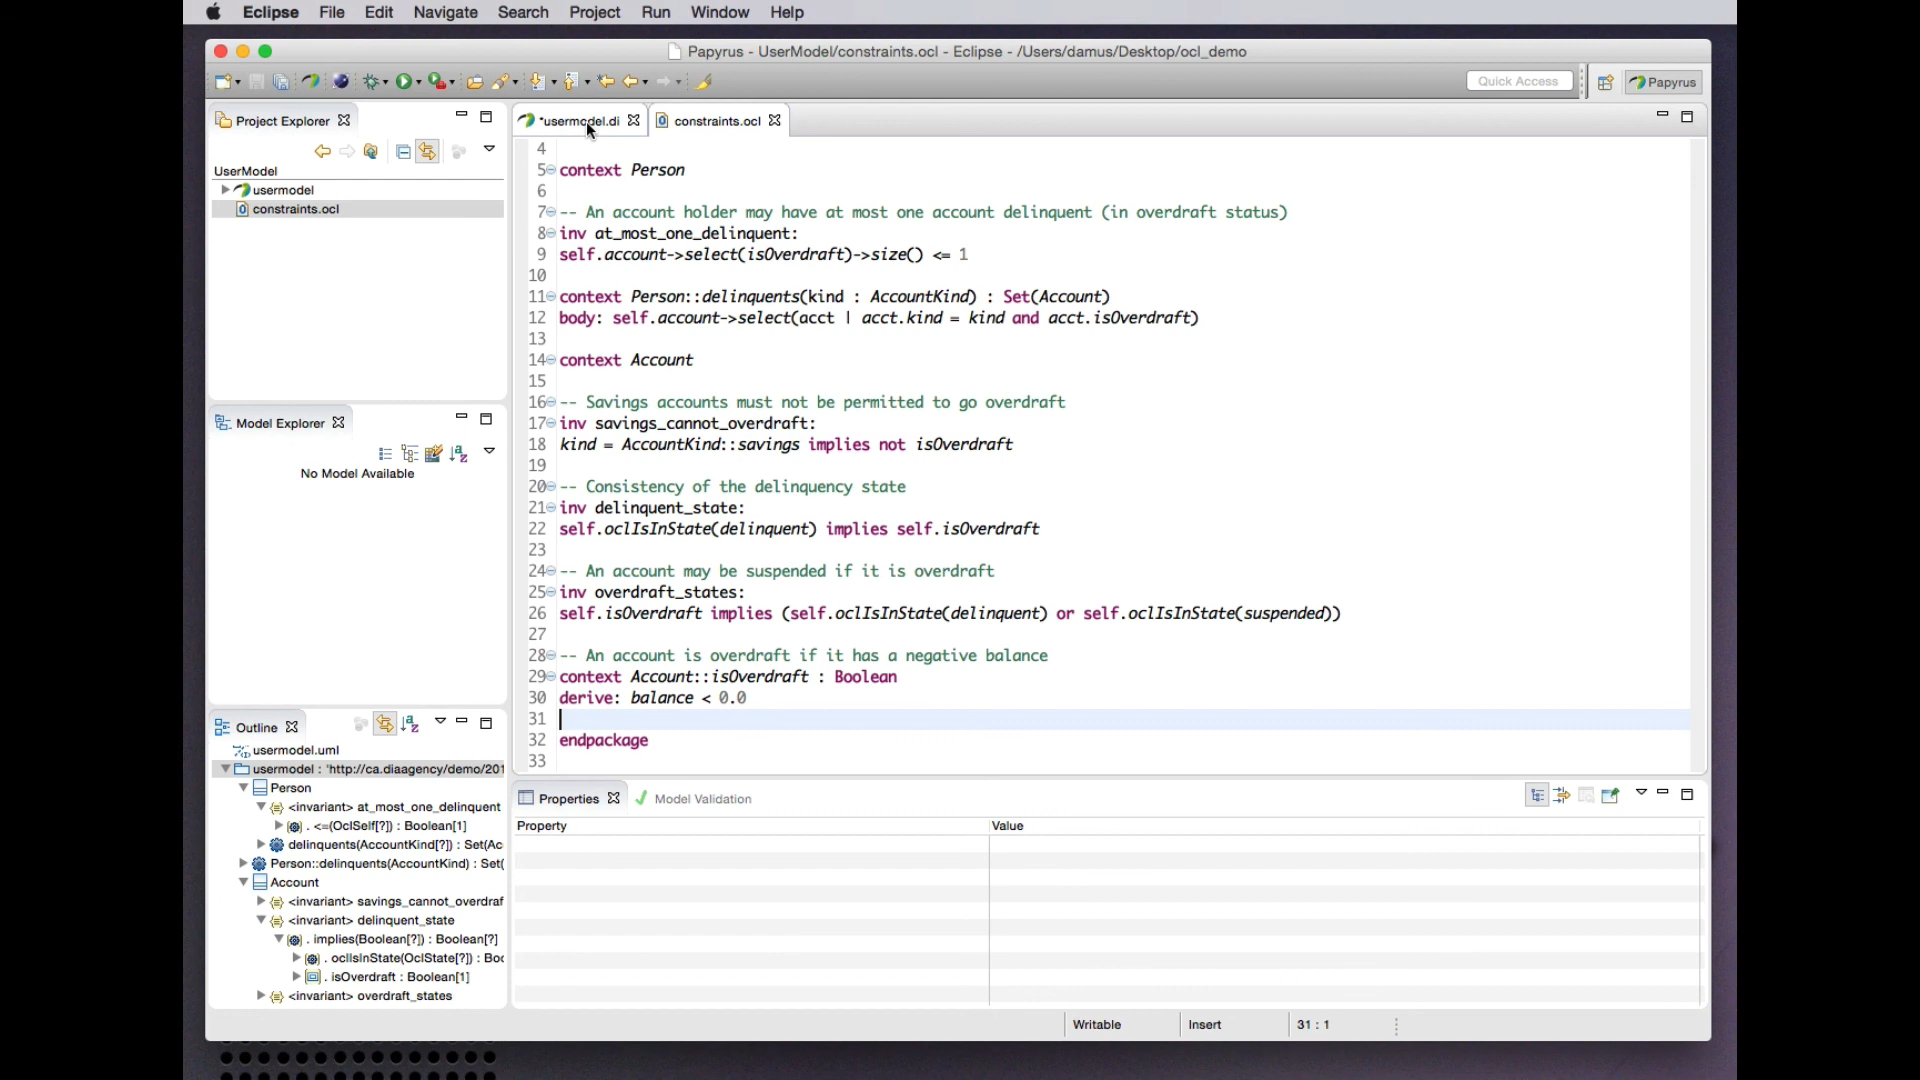 Eclipse File Edit Navigate Search Project Run Window Help
Papyrus - UserModel/constraints.ocl - Eclipse - /Users/damus/Desktop/ocl_demo
Quick Access
Papyrus
Project Explorer
UserModel
usermodel
constraints.ocl
Model Explorer
No Model Available
Outline
usermodel.uml
usermodel : 'http://ca.diaagency/demo/201
Person
<invariant> at_most_one_delinquent
. <=(OclSelf[?]) : Boolean[1]
delinquents(AccountKind[?]) : Set(Ac
Person::delinquents(AccountKind) : Set(
Account
<invariant> savings_cannot_overdraf
<invariant> delinquent_state
. implies(Boolean[?]) : Boolean[?]
. oclIsInState(OclState[?]) : Boo
. isOverdraft : Boolean[1]
<invariant> overdraft_states
*usermodel.di
constraints.ocl
4
5 context Person
6
7 -- An account holder may have at most one account delinquent (in overdraft status)
8 inv at_most_one_delinquent:
9 self.account->select(isOverdraft)->size() <= 1
10
11 context Person::delinquents(kind : AccountKind) : Set(Account)
12 body: self.account->select(acct | acct.kind = kind and acct.isOverdraft)
13
14 context Account
15
16 -- Savings accounts must not be permitted to go overdraft
17 inv savings_cannot_overdraft:
18 kind = AccountKind::savings implies not isOverdraft
19
20 -- Consistency of the delinquency state
21 inv delinquent_state:
22 self.oclIsInState(delinquent) implies self.isOverdraft
23
24 -- An account may be suspended if it is overdraft
25 inv overdraft_states:
26 self.isOverdraft implies (self.oclIsInState(delinquent) or self.oclIsInState(suspended))
27
28 -- An account is overdraft if it has a negative balance
29 context Account::isOverdraft : Boolean
30 derive: balance < 0.0
31
32 endpackage
33
Properties
Model Validation
Property Value
Writable Insert 31 : 1